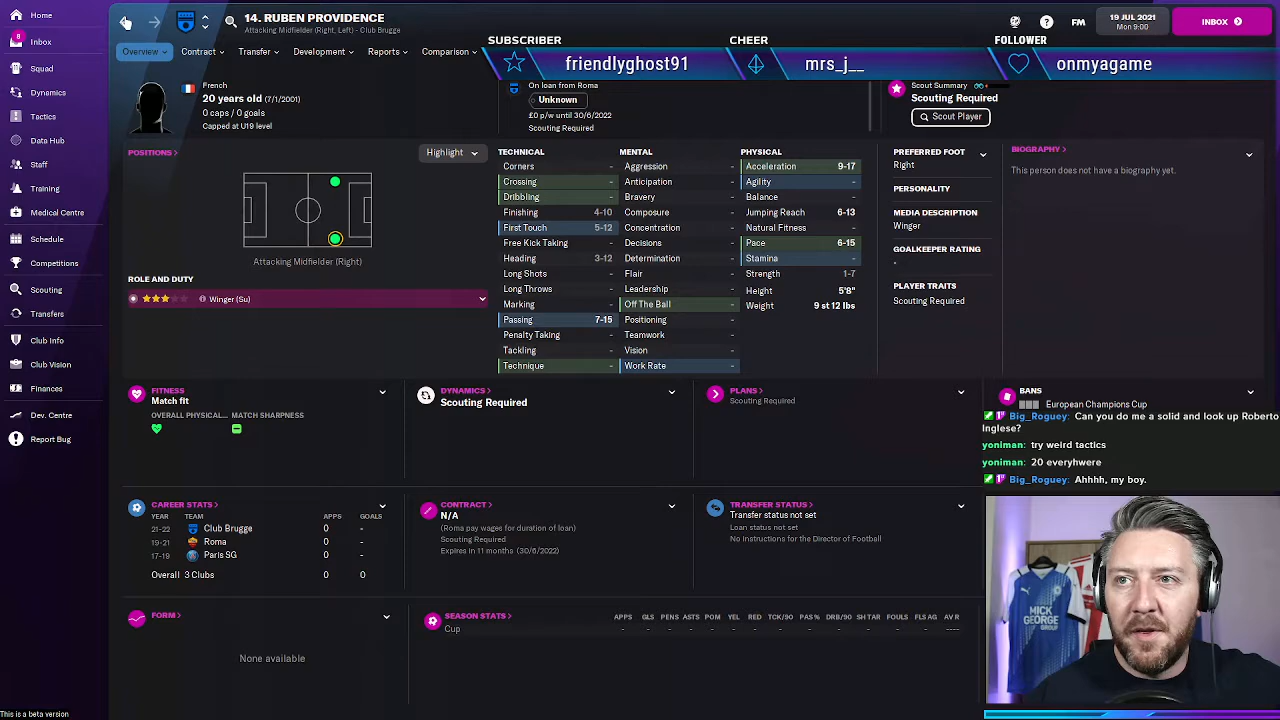 Home
8
Inbox
Squad
Dynamics
Tactics
Data Hub
Staff
Training
Medical Centre
Schedule
Competitions
Scouting
Transfers
Club Info
Club Vision
Finances
Dev. Centre
Report Bug
This is a beta version
14. RUBEN PROVIDENCE
Attacking Midfielder (Right, Left) - Club Brugge
FM
19 JUL 2021
Mon 9:00
INBOX
Overview
Contract
Transfer
Development
Reports
Comparison
SUBSCRIBER
friendlyghost91
CHEER
mrs_j__
FOLLOWER
onmyagame
French
20 years old (7/1/2001)
0 caps / 0 goals
Capped at U19 level
On loan from Roma
Unknown
£0 p/w until 30/6/2022
Scouting Required
Scout Summary
Scouting Required
Scout Player
POSITIONS >
Highlight
Attacking Midfielder (Right)
ROLE AND DUTY
Winger (Su)
TECHNICAL
Corners -
Crossing -
Dribbling -
Finishing 4-10
First Touch 5-12
Free Kick Taking -
Heading 3-12
Long Shots -
Long Throws -
Marking -
Passing 7-15
Penalty Taking -
Tackling -
Technique -
MENTAL
Aggression -
Anticipation -
Bravery -
Composure -
Concentration -
Decisions -
Determination -
Flair -
Leadership -
Off The Ball -
Positioning -
Teamwork -
Vision -
Work Rate -
PHYSICAL
Acceleration 9-17
Agility -
Balance -
Jumping Reach 6-13
Natural Fitness -
Pace 6-15
Stamina -
Strength 1-7
Height 5'8"
Weight 9 st 12 lbs
PREFERRED FOOT
Right
PERSONALITY
MEDIA DESCRIPTION
Winger
GOALKEEPER RATING
-
PLAYER TRAITS
Scouting Required
BIOGRAPHY >
This person does not have a biography yet.
FITNESS
Match fit
OVERALL PHYSICAL... MATCH SHARPNESS
DYNAMICS >
Scouting Required
PLANS >
Scouting Required
BANS
European Champions Cup
Big_Roguey: Can you do me a solid and look up Roberto
Inglese?
yoniman: try weird tactics
yoniman: 20 everyhwere
Big_Roguey: Ahhhh, my boy.
CAREER STATS >
YEAR TEAM APPS GOALS
21-22 Club Brugge 0 -
19-21 Roma 0 -
17-19 Paris SG 0 -
Overall 3 Clubs 0 0
CONTRACT >
N/A
(Roma pay wages for duration of loan)
Scouting Required
Expires in 11 months (30/6/2022)
TRANSFER STATUS >
Transfer status not set
Loan status not set
No instructions for the Director of Football
FORM >
None available
SEASON STATS >
APPS GLS PENS ASTS POM YEL RED TCK/90 PAS % DRB/90 SH TAR FOULS FLS AG AV R
Cup - - - - - - - - - - - - - ----
MICK
GEORGE
GROUP